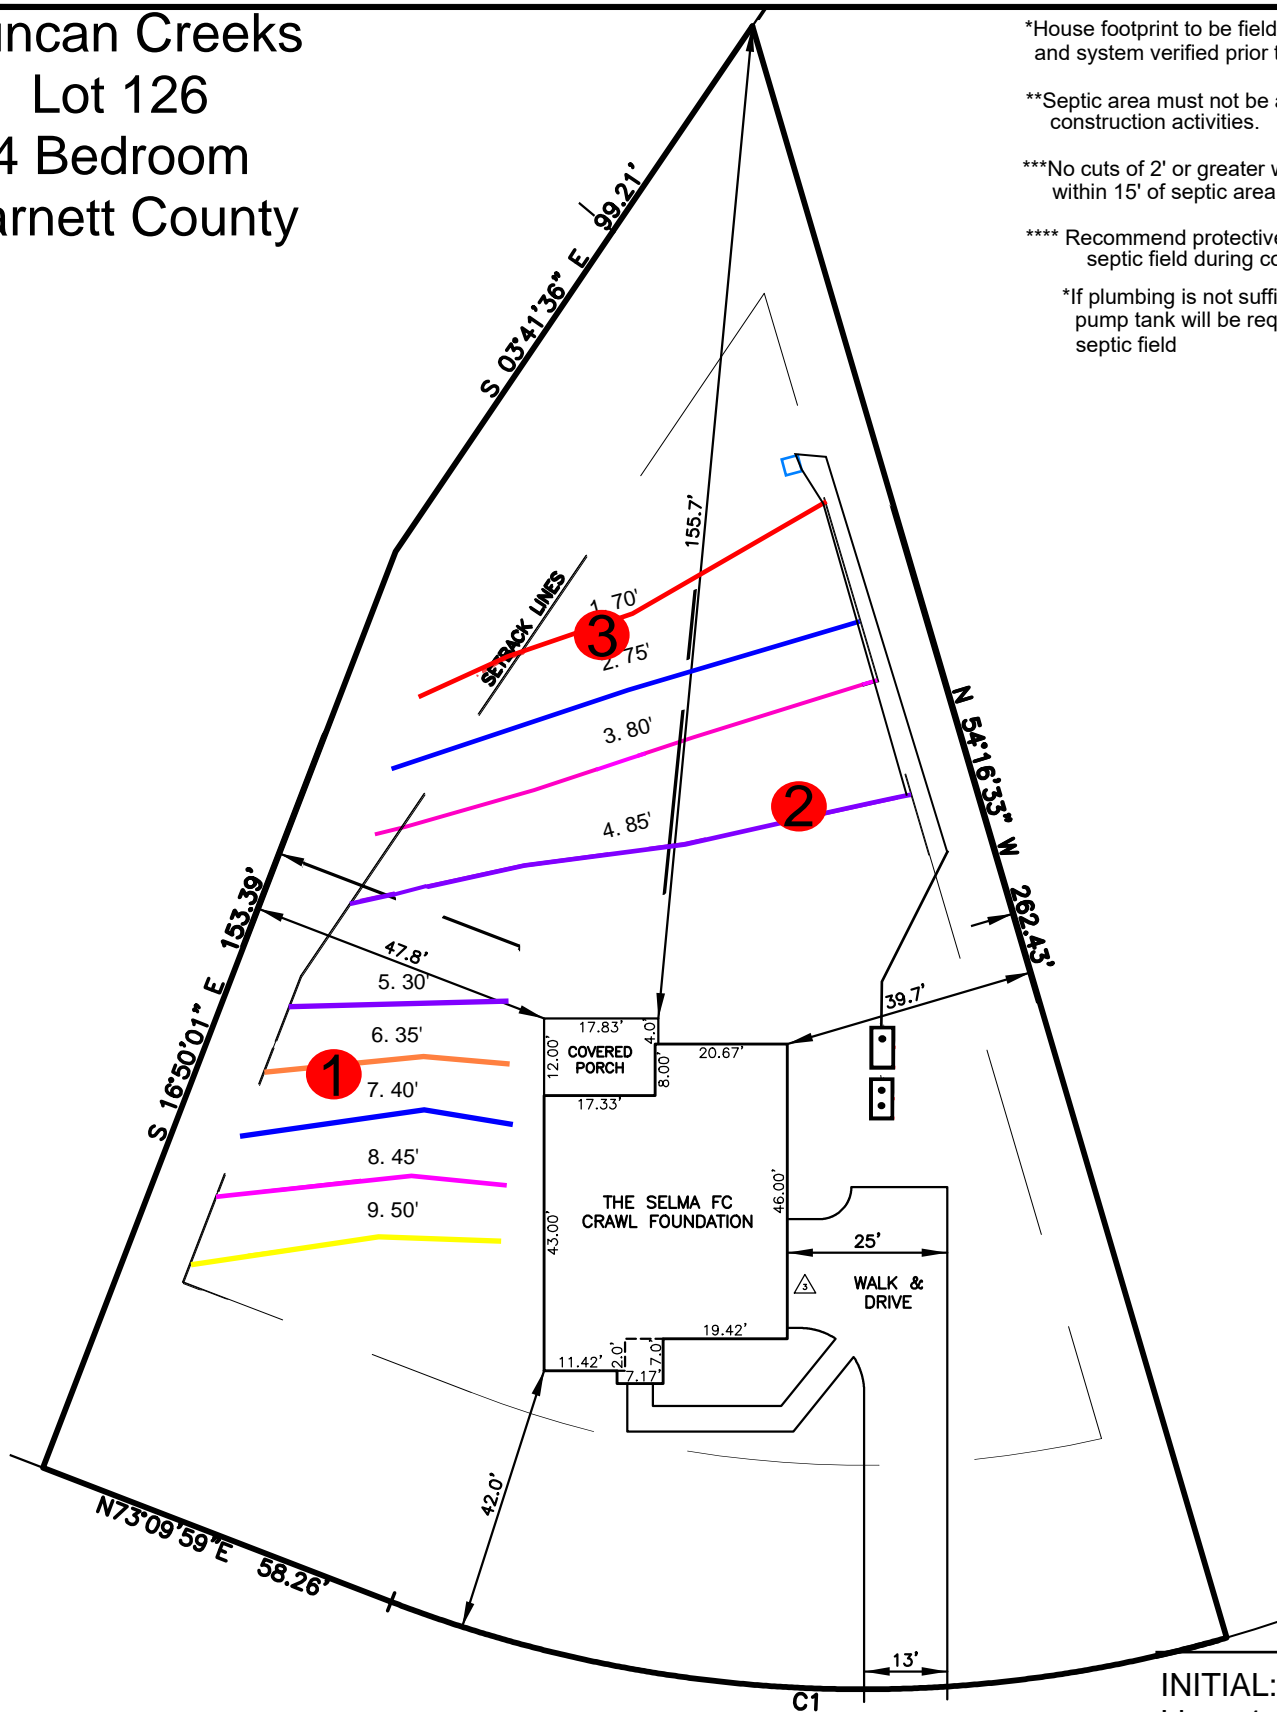 uncan Creeks
Lot 126
4 Bedroom
arnett County
*House footprint to be field
and system verified prior t
**Septic area must not be a
construction activities.
***No cuts of 2' or greater w
within 15' of septic area
**** Recommend protective
septic field during co
*If plumbing is not suffi
pump tank will be req
septic field
S 03°41'36" E 99.21'
155.7'
SETBACK LINES
1. 70'
3
2. 75'
3. 80'
4. 85'
2
N 54°16'33" W 262.43'
S 16°50'01" E 153.39'
47.8'
39.7'
5. 30'
6. 35'
1
7. 40'
8. 45'
9. 50'
17.83'
4.0'
12.00'
COVERED
PORCH
8.00'
20.67'
17.33'
THE SELMA FC
CRAWL FOUNDATION
46.00'
43.00'
25'
3
WALK &
DRIVE
19.42'
11.42'
2.0'
7.0'
7.17'
42.0'
N73°09'59"E 58.26'
13'
C1
INITIAL: